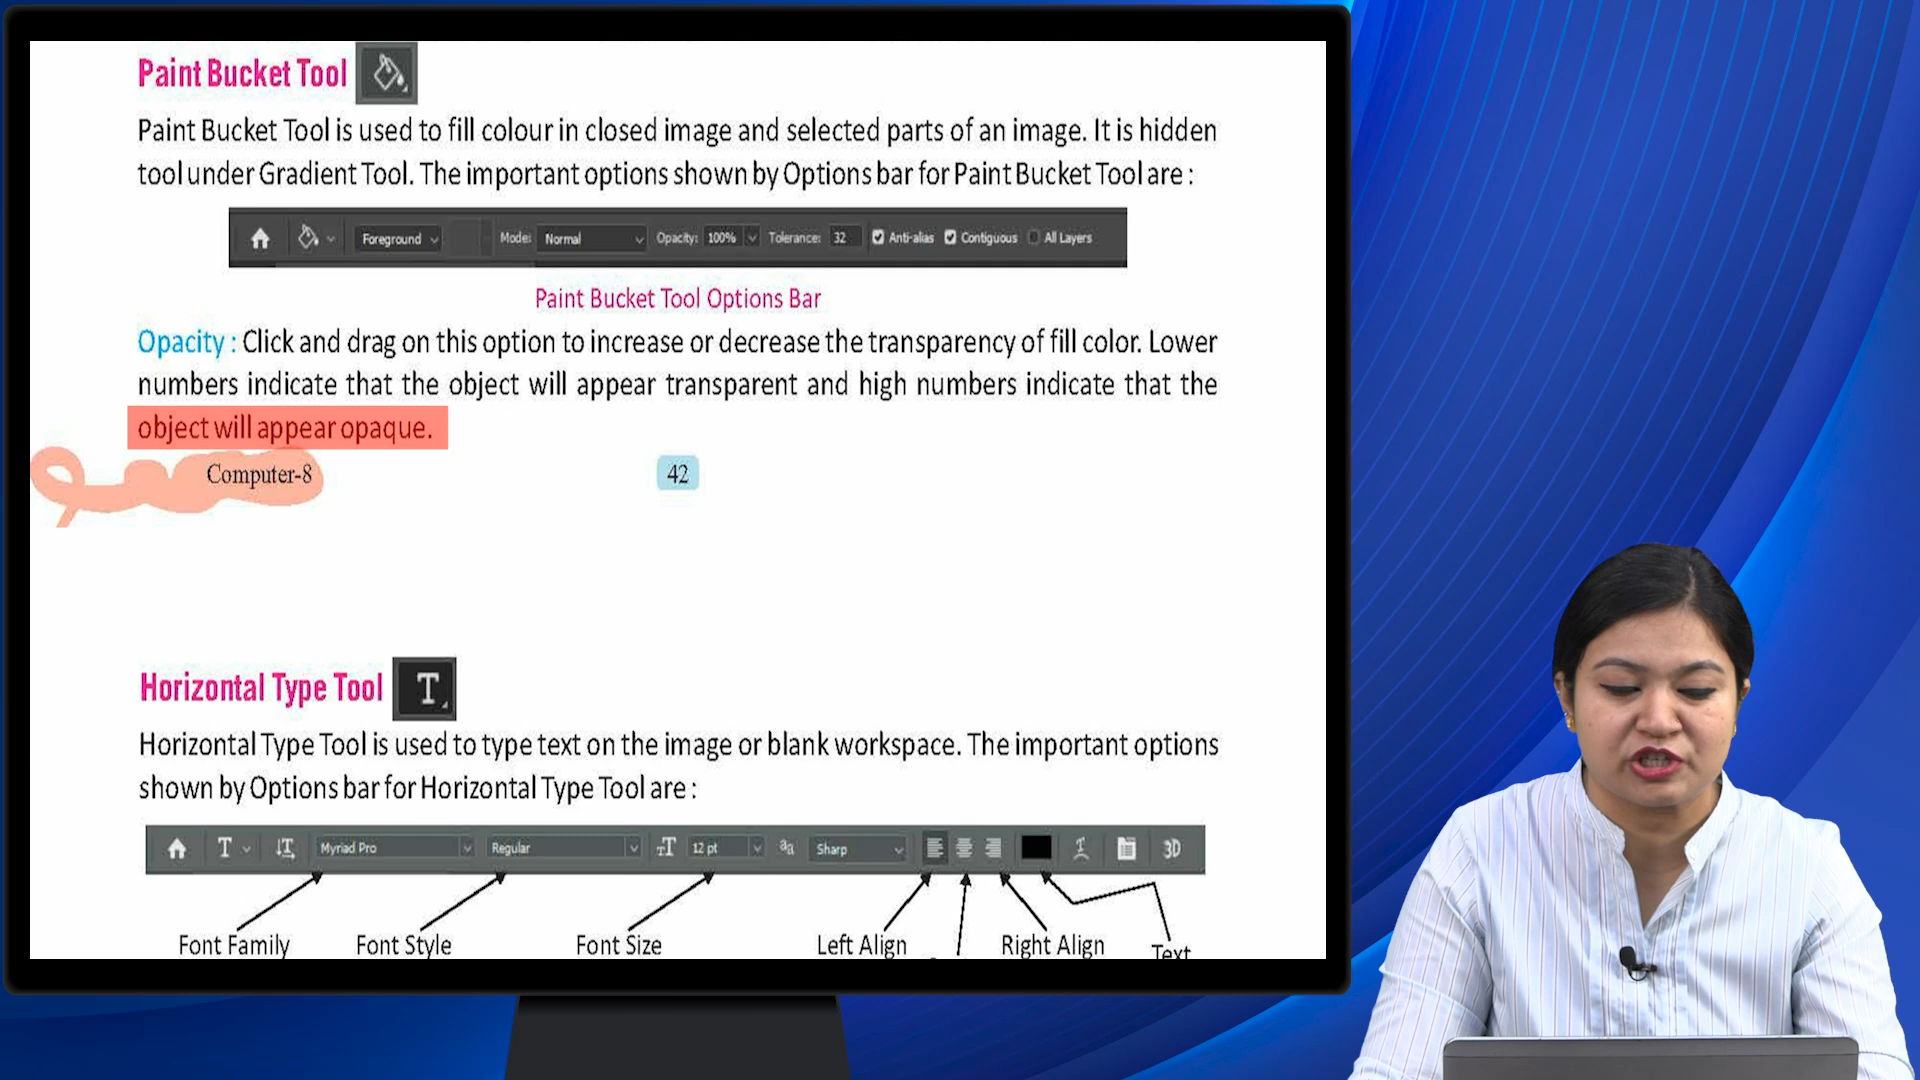 Paint Bucket Tool
Paint Bucket Tool is used to fill colour in closed image and selected parts of an image. It is hidden
tool under Gradient Tool. The important options shown by Options bar for Paint Bucket Tool are :
Foreground Mode: Normal Opacity: 100% Tolerance: 32 Anti-alias Contiguous All Layers
Paint Bucket Tool Options Bar
Opacity : Click and drag on this option to increase or decrease the transparency of fill color. Lower
numbers indicate that the object will appear transparent and high numbers indicate that the
object will appear opaque.
Computer-8 42
Horizontal Type Tool T
Horizontal Type Tool is used to type text on the image or blank workspace. The important options
shown by Options bar for Horizontal Type Tool are :
T Myriad Pro Regular 12 pt aa Sharp 3D
Font Family Font Style Font Size Left Align Right Align Text